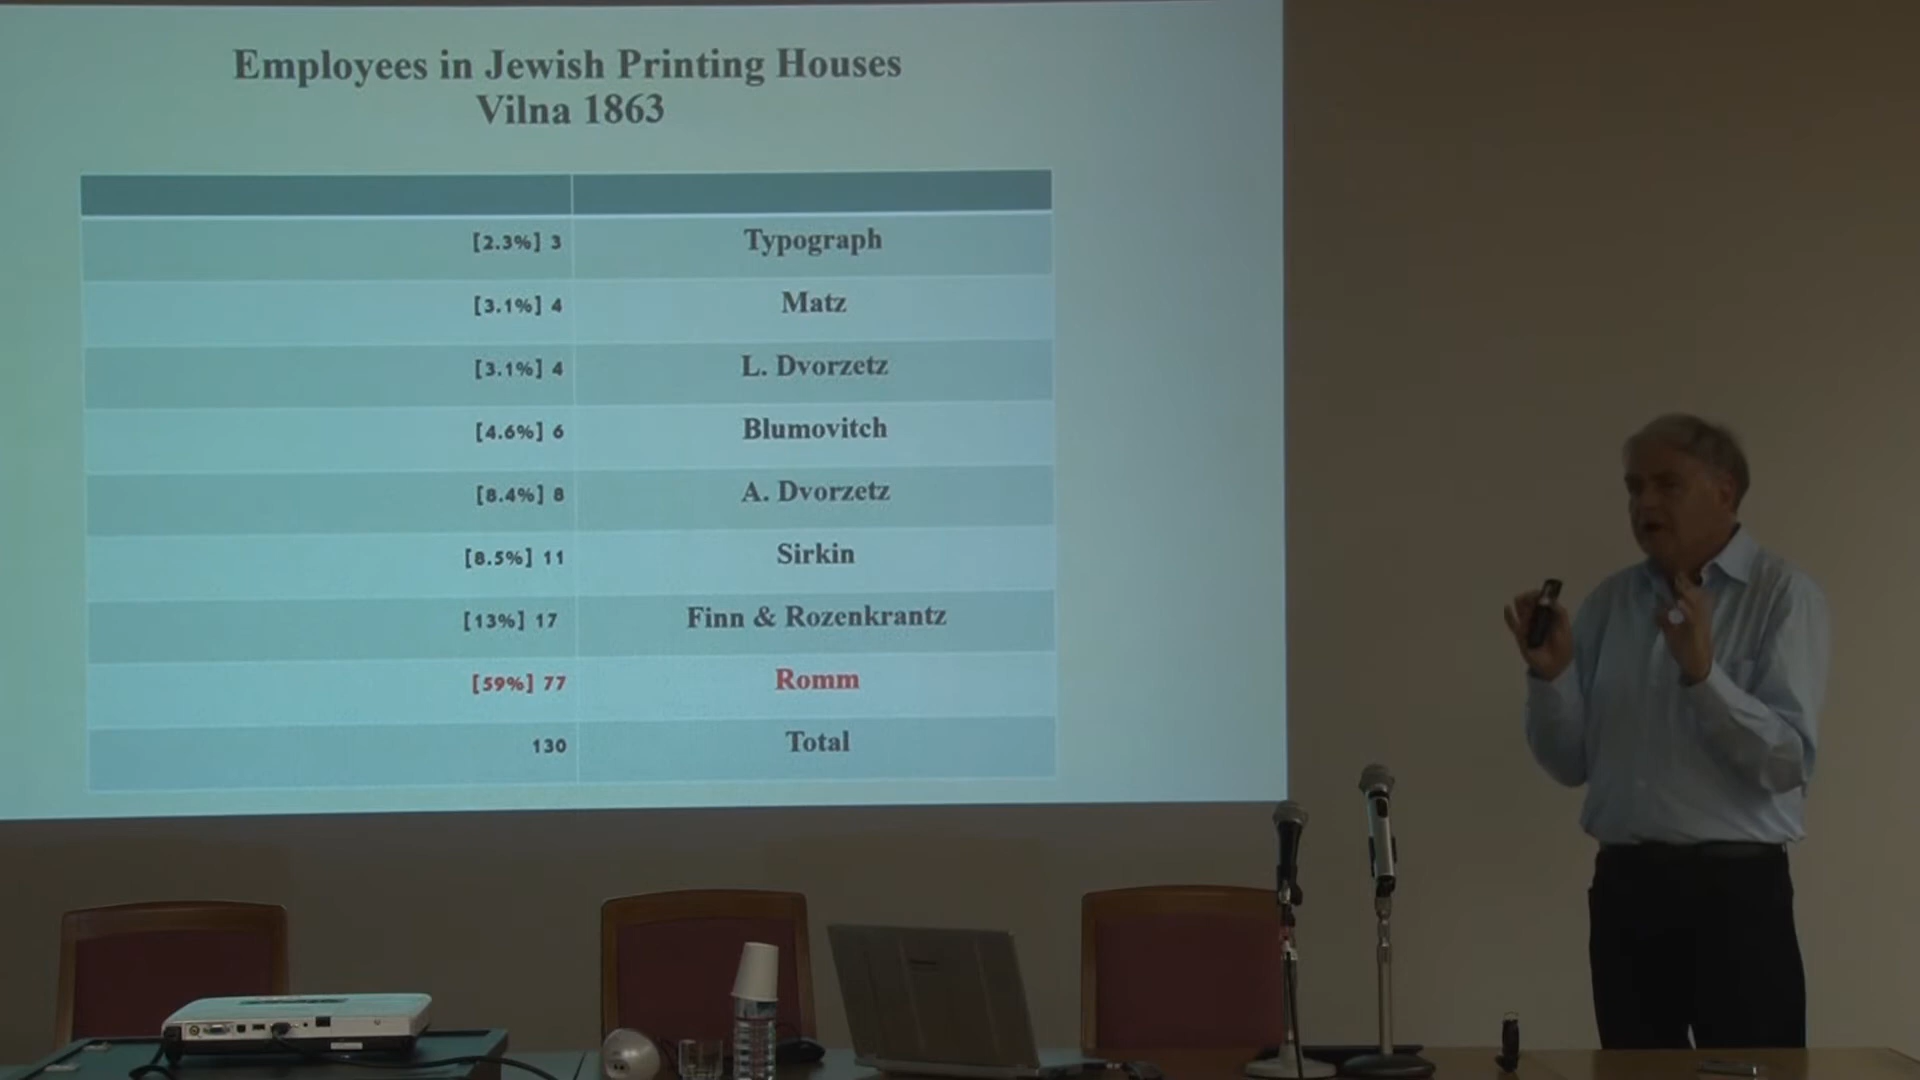 Employees in Jewish Printing Houses
Vilna 1863
[2.3%] 3 Typograph
[3.1%] 4 Matz
[3.1%] 4 L. Dvorzetz
[4.6%] 6 Blumovitch
[8.4%] 8 A. Dvorzetz
[8.5%] 11 Sirkin
[13%] 17 Finn & Rozenkrantz
[59%] 77 Romm
130 Total